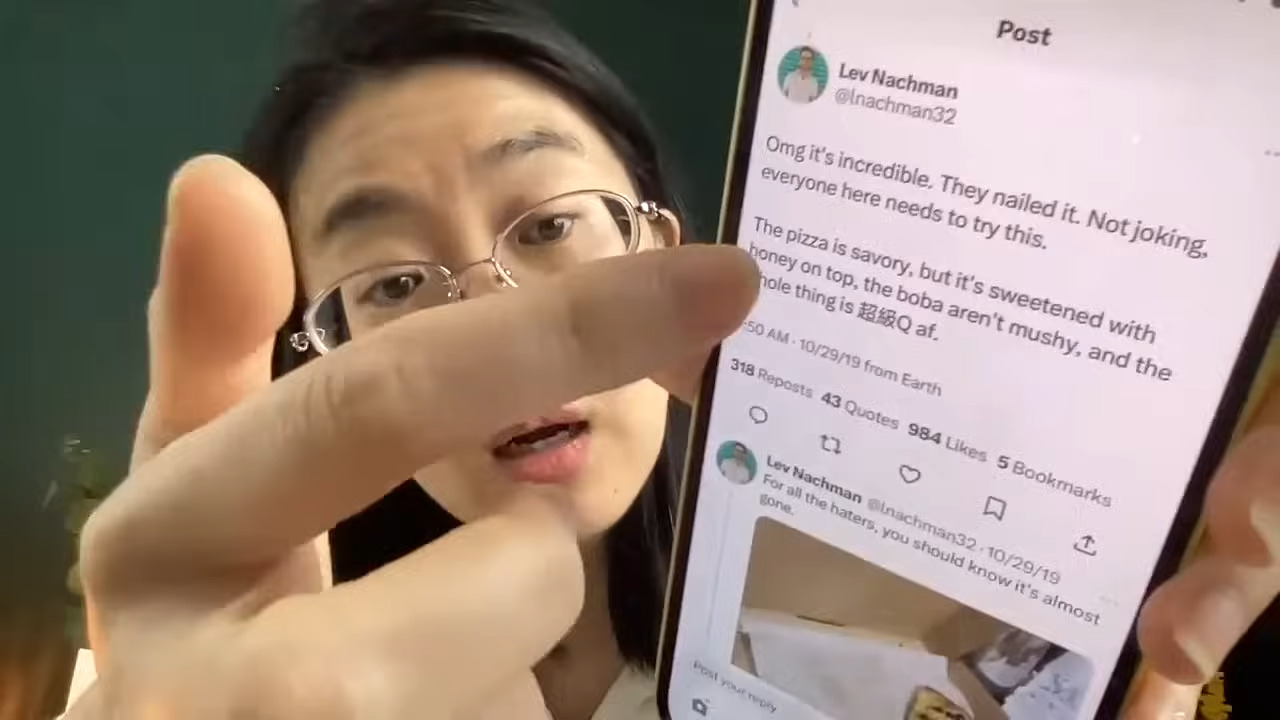 Post
Lev Nachman
@lnachman32
Omg it's incredible. They nailed it. Not joking,
everyone here needs to try this.
The pizza is savory, but it's sweetened with
honey on top, the boba aren't mushy, and the
hole thing is 超級Q af.
:50 AM · 10/29/19 from Earth
318 Reposts 43 Quotes 984 Likes 5 Bookmarks
Lev Nachman @lnachman32 · 10/29/19
For all the haters, you should know it's almost
gone.
Post your reply